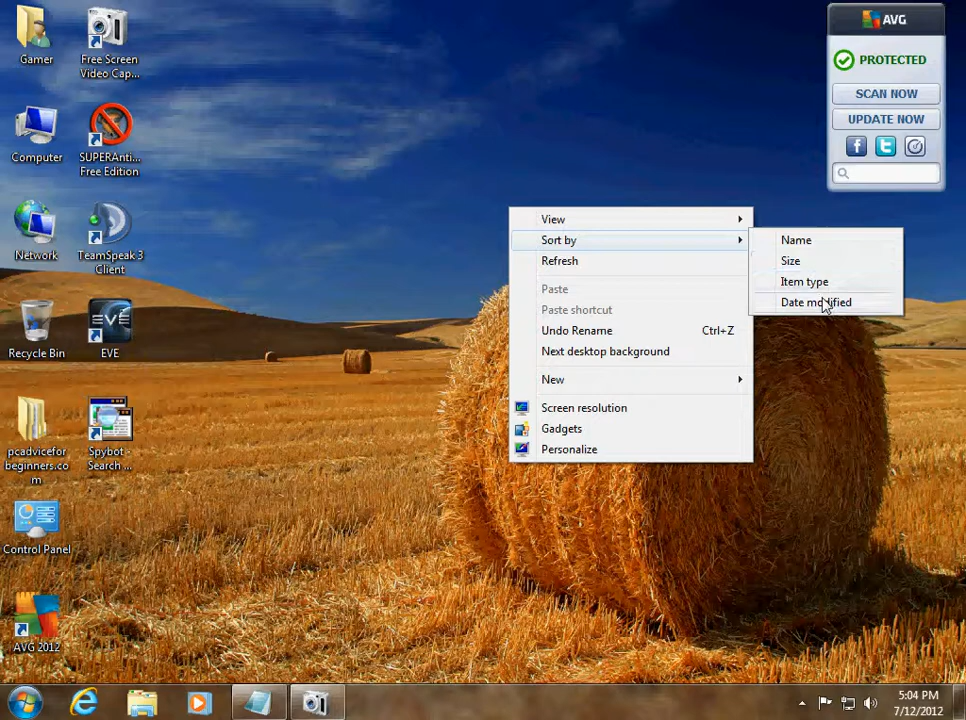 Gamer
Free Screen
Video Cap...
Computer
SUPERAnti...
Free Edition
Network
TeamSpeak 3
Client
Recycle Bin
EVE
EVE
pcadvicefor
beginners.co
m
Spybot -
Search ...
Control Panel
AVG 2012
View
Sort by
Refresh
Paste
Paste shortcut
Undo Rename Ctrl+Z
Next desktop background
New
Screen resolution
Gadgets
Personalize
Name
Size
Item type
Date modified
AVG
PROTECTED
SCAN NOW
UPDATE NOW
f t
5:04 PM
7/12/2012